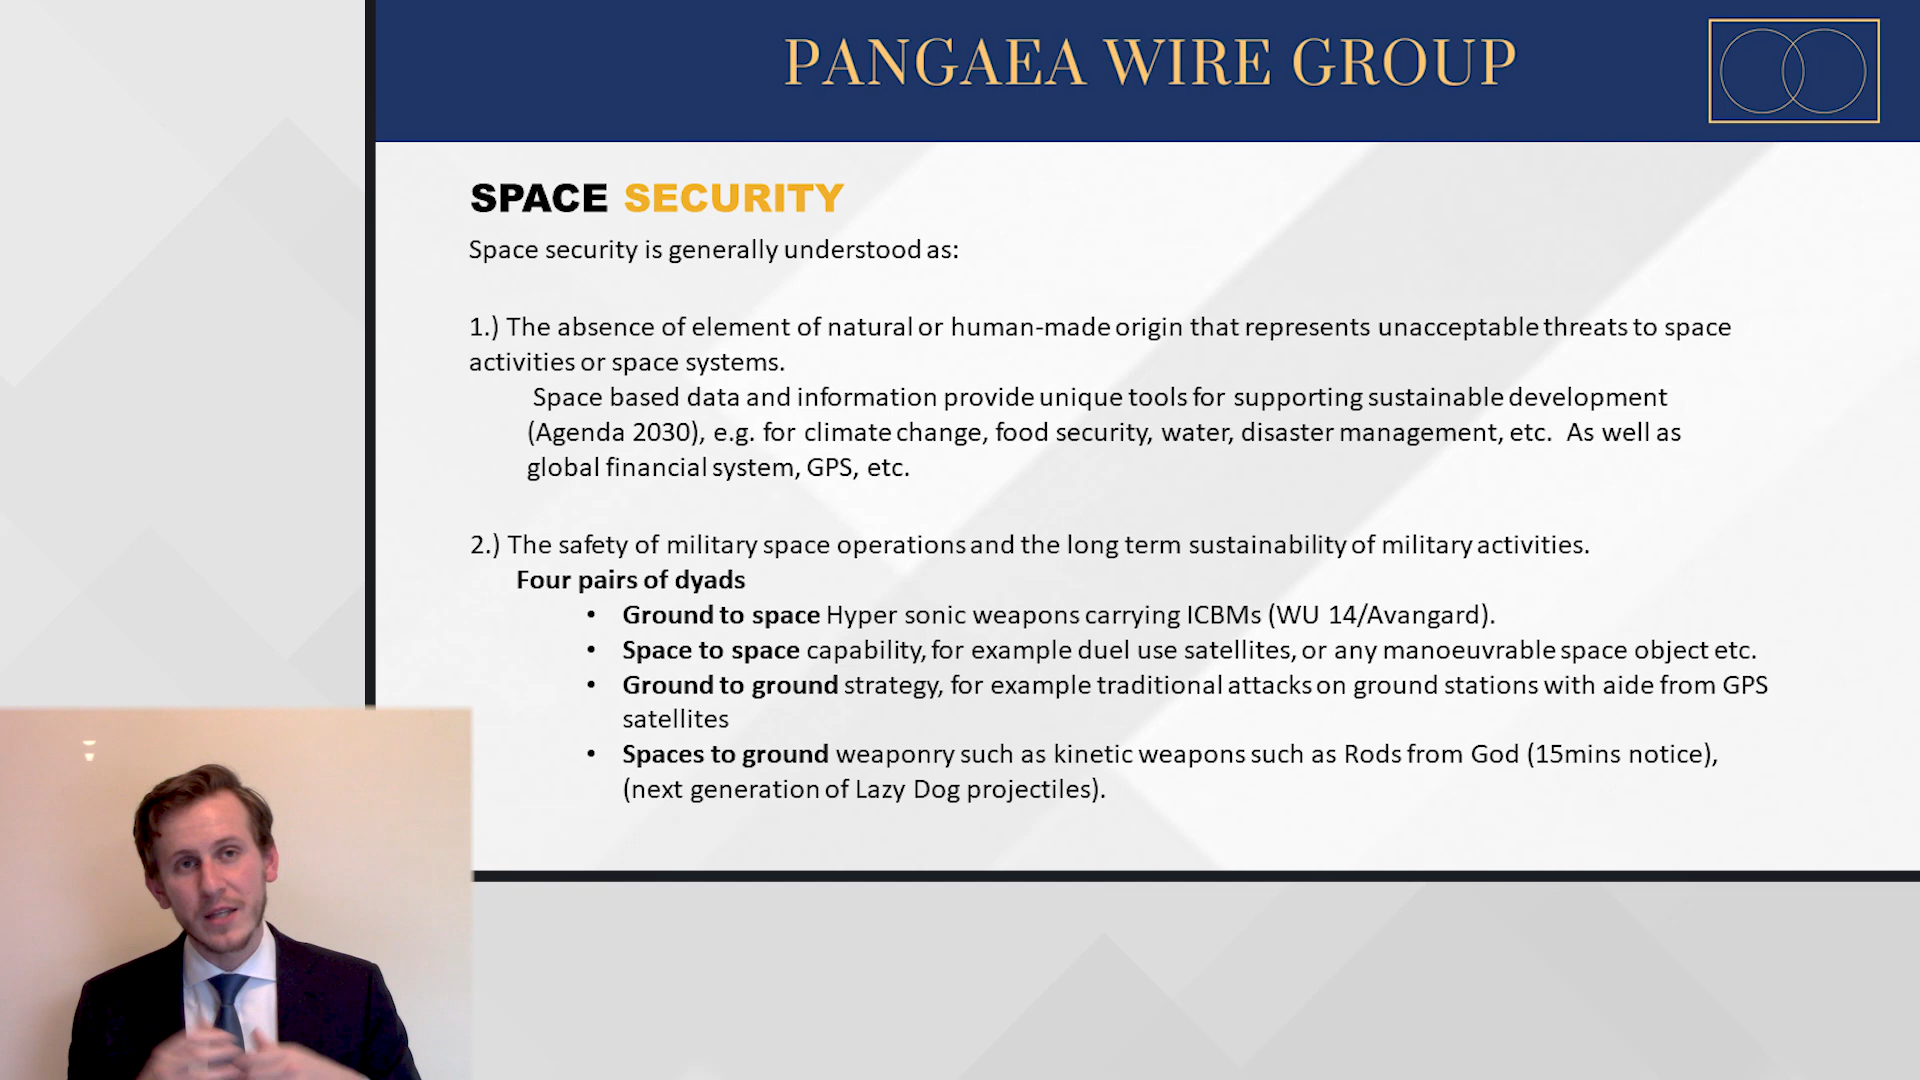 PANGAEA WIRE GROUP
SPACE SECURITY
Space security is generally understood as:
1.) The absence of element of natural or human-made origin that represents unacceptable threats to space
activities or space systems.
Space based data and information provide unique tools for supporting sustainable development
(Agenda 2030), e.g. for climate change, food security, water, disaster management, etc. As well as
global financial system, GPS, etc.
2.) The safety of military space operations and the long term sustainability of military activities.
Four pairs of dyads
• Ground to space Hyper sonic weapons carrying ICBMs (WU 14/Avangard).
• Space to space capability, for example duel use satellites, or any manoeuvrable space object etc.
• Ground to ground strategy, for example traditional attacks on ground stations with aide from GPS
satellites
• Spaces to ground weaponry such as kinetic weapons such as Rods from God (15mins notice),
(next generation of Lazy Dog projectiles).